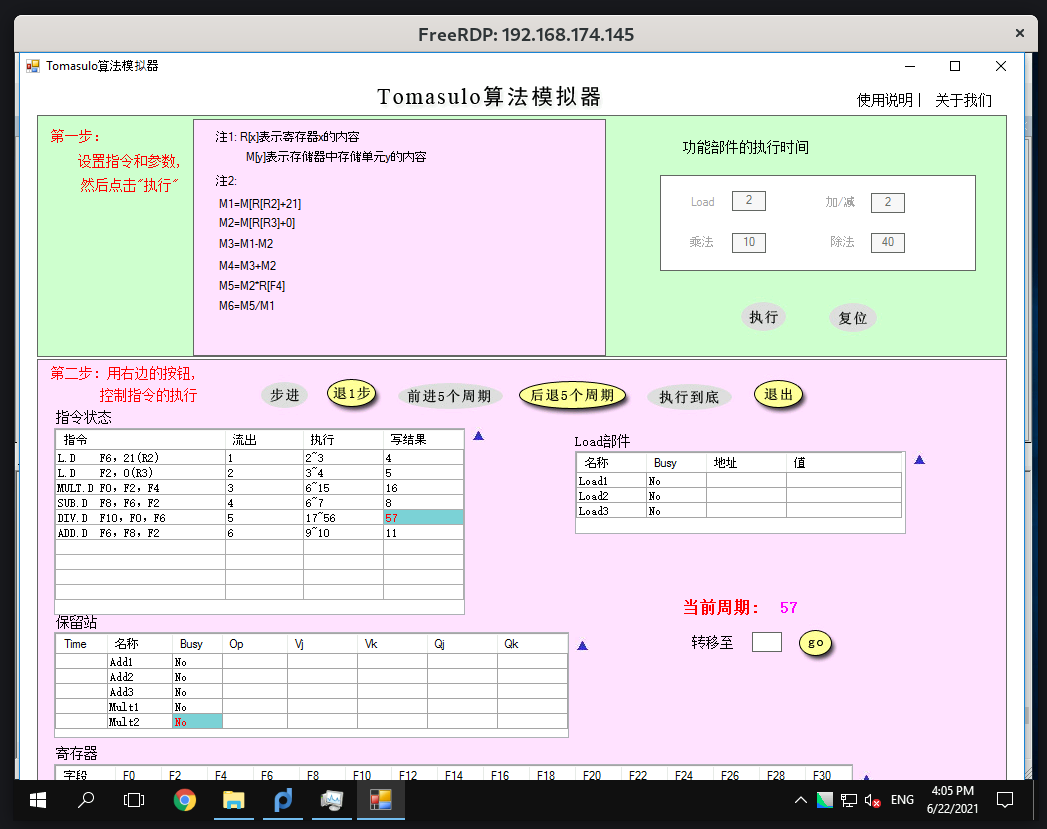 FreeRDP: 192.168.174.145
Tomasulo算法模拟器
Tomasulo算法模拟器
使用说明 | 关于我们
第一步:
设置指令和参数,
然后点击“执行”
注1: R[x]表示寄存器x的内容
M[y]表示存储器中存储单元y的内容
注2:
M1=M[R[R2]+21]
M2=M[R[R3]+0]
M3=M1-M2
M4=M3+M2
M5=M2*R[F4]
M6=M5/M1
功能部件的执行时间
Load 2 加/减 2
乘法 10 除法 40
执行 复位
第二步: 用右边的按钮,
控制指令的执行
步进 退1步 前进5个周期 后退5个周期 执行到底 退出
指令状态
指令 流出 执行 写结果
L.D F6, 21(R2) 1 2~3 4
L.D F2, 0(R3) 2 3~4 5
MULT.D F0, F2, F4 3 6~15 16
SUB.D F8, F6, F2 4 6~7 8
DIV.D F10, F0, F6 5 17~56 57
ADD.D F6, F8, F2 6 9~10 11
Load部件
名称 Busy 地址 值
Load1 No
Load2 No
Load3 No
当前周期: 57
转移至 go
保留站
Time 名称 Busy Op Vj Vk Qj Qk
Add1 No
Add2 No
Add3 No
Mult1 No
Mult2 No
寄存器
字段 F0 F2 F4 F6 F8 F10 F12 F14 F16 F18 F20 F22 F24 F26 F28 F30
ENG
4:05 PM
6/22/2021